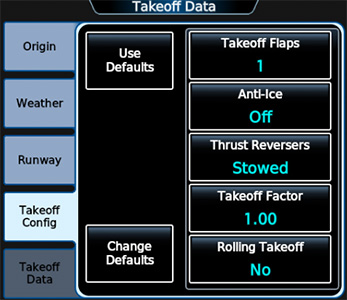 Takeoff Data
Origin
Weather
Runway
Takeoff
Config
Takeoff
Data
Use
Defaults
Change
Defaults
Takeoff Flaps
1
Anti-Ice
Off
Thrust Reversers
Stowed
Takeoff Factor
1.00
Rolling Takeoff
No